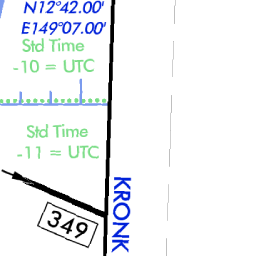 N12°42.00'
E149°07.00'
Std Time
-10 = UTC
Std Time
-11 = UTC
349
KRONK